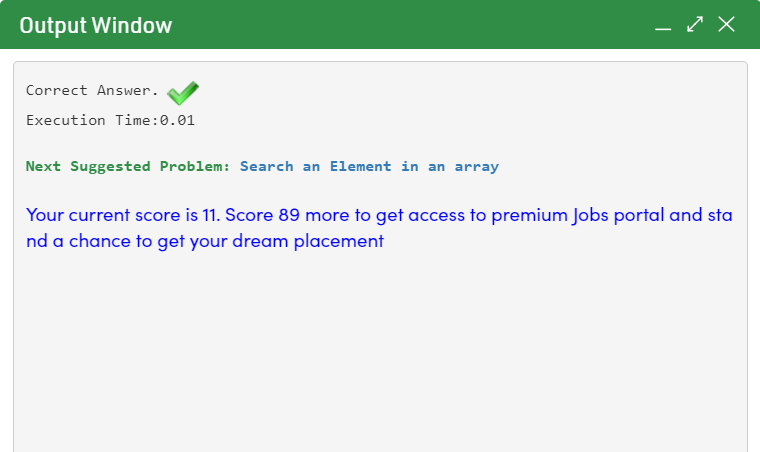 Output Window
Correct Answer.
Execution Time:0.01
Next Suggested Problem: Search an Element in an array
Your current score is 11. Score 89 more to get access to premium Jobs portal and sta
nd a chance to get your dream placement